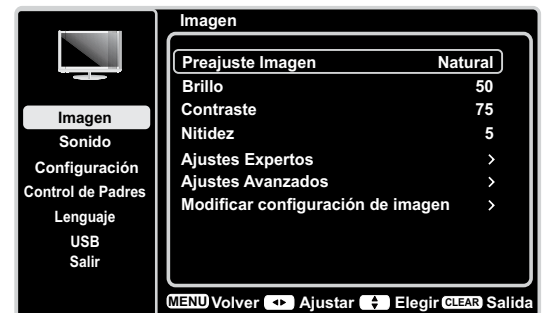 Imagen
Imagen
Sonido
Configuración
Control de Padres
Lenguaje
USB
Salir
Preajuste Imagen Natural
Brillo 50
Contraste 75
Nitidez 5
Ajustes Expertos >
Ajustes Avanzados >
Modificar configuración de imagen >
MENU Volver Ajustar Elegir CLEAR Salida